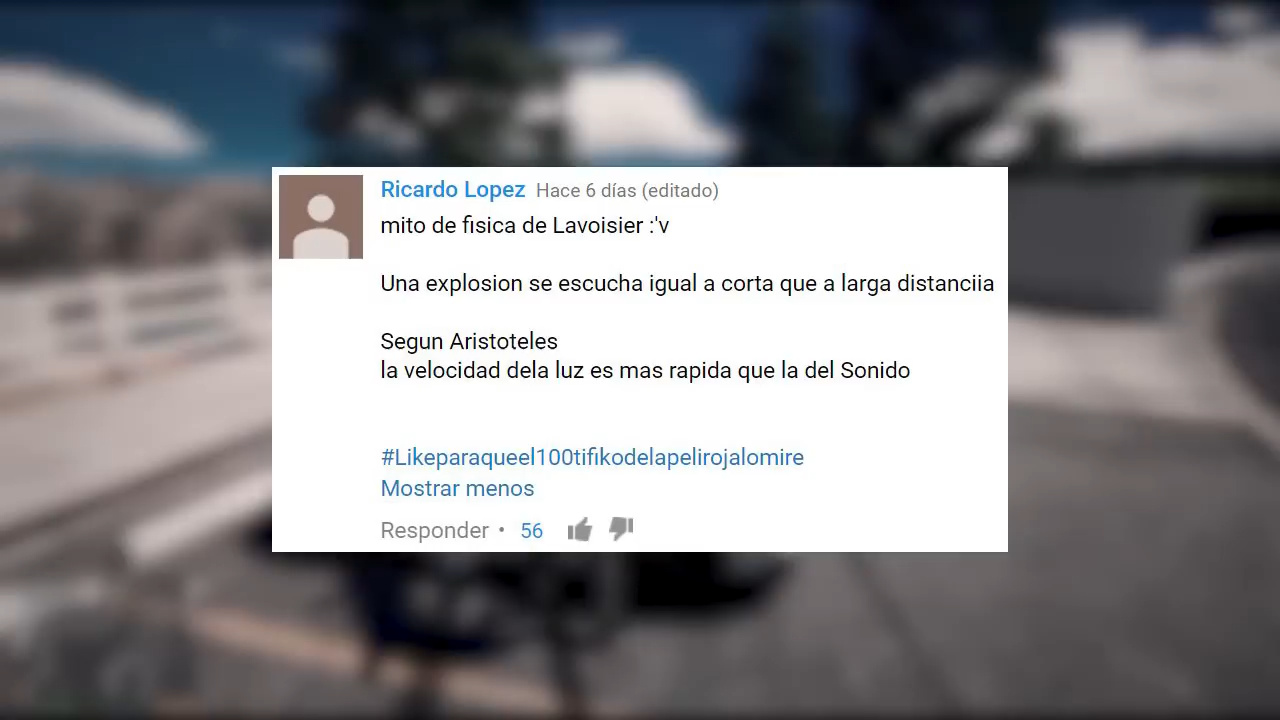 Ricardo Lopez Hace 6 días (editado)
mito de fisica de Lavoisier :'v
Una explosion se escucha igual a corta que a larga distanciia
Segun Aristoteles
la velocidad dela luz es mas rapida que la del Sonido
#Likeparaqueel100tifikodelapelirojalomire
Mostrar menos
Responder • 56